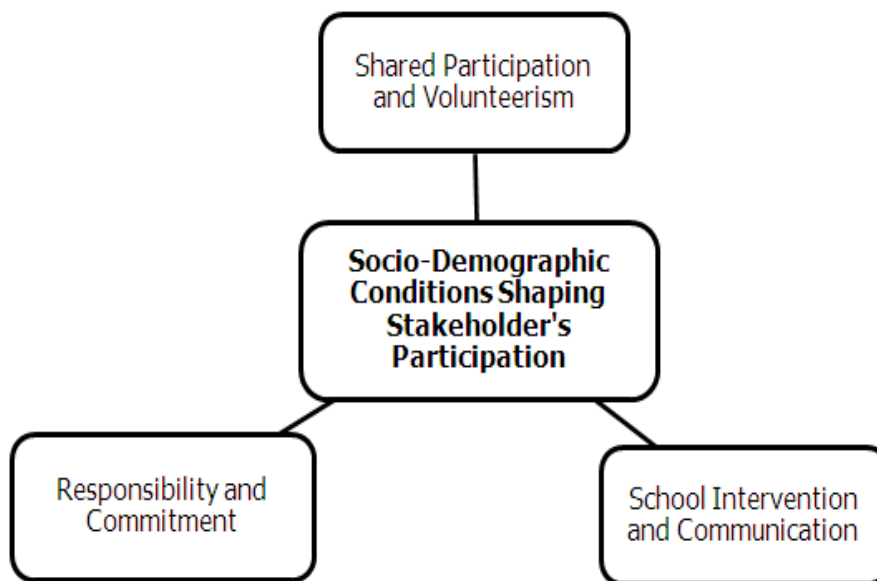 Shared Participation
and Volunteerism
Socio-Demographic
Conditions Shaping
Stakeholder's
Participation
Responsibility and
Commitment
School Intervention
and Communication